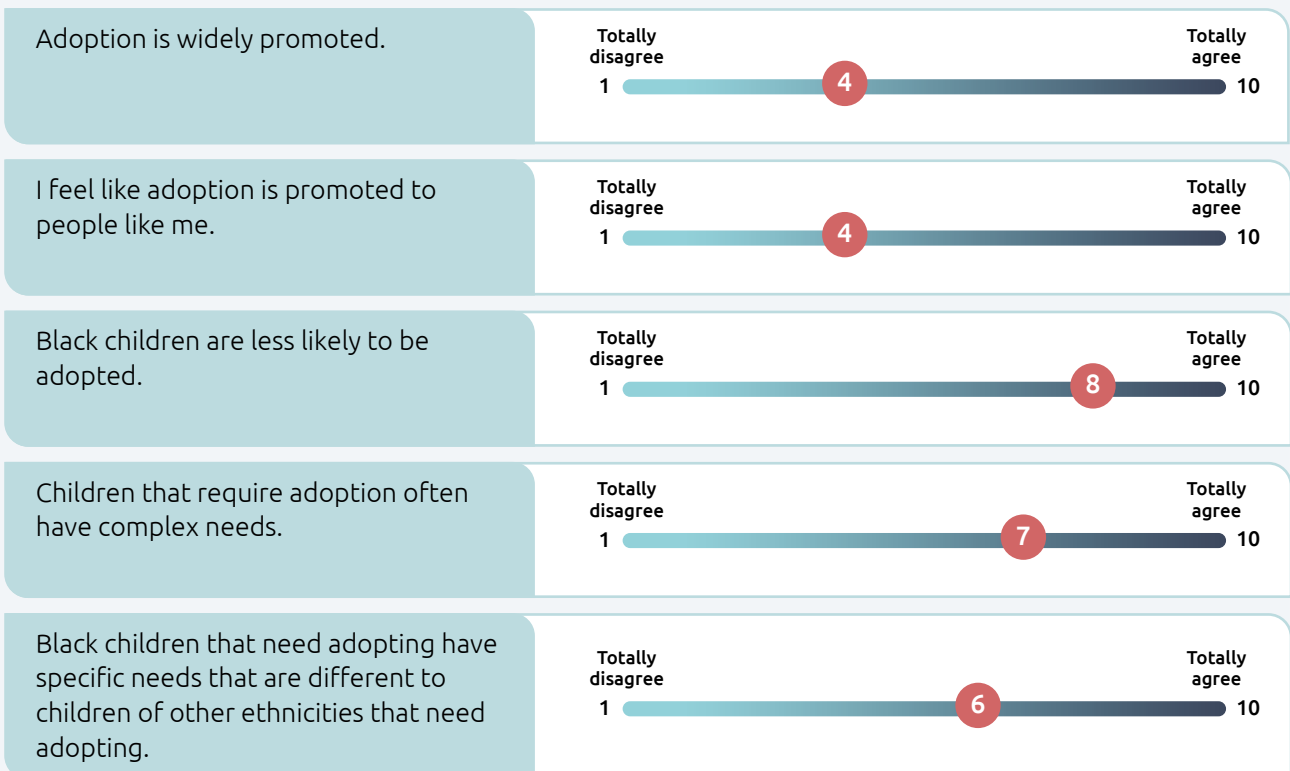 Adoption is widely promoted.
Totally
disagree
Totally
agree
1
4
10
I feel like adoption is promoted to
people like me.
Totally
disagree
Totally
agree
1
4
10
Black children are less likely to be
adopted.
Totally
disagree
Totally
agree
1
8
10
Children that require adoption often
have complex needs.
Totally
disagree
Totally
agree
1
7
10
Black children that need adopting have
specific needs that are different to
children of other ethnicities that need
adopting.
Totally
disagree
Totally
agree
1
6
10